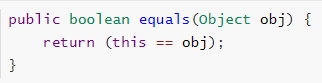 public boolean equals(Object obj) {
    return (this == obj);
}